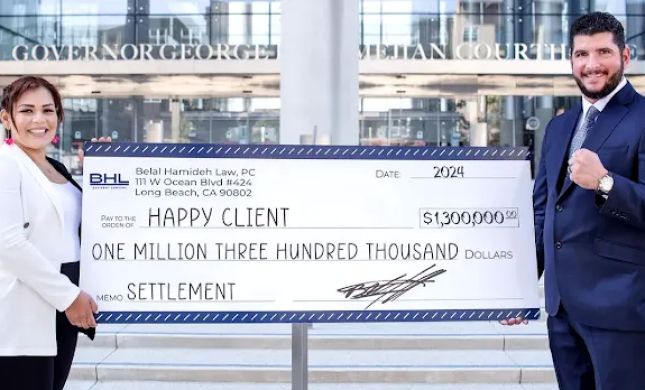 GOVERNOR GEORGE
BHL
Belal Hamideh Law, PC
111 W Ocean Blvd #424
Long Beach, CA 90802
DATE: 2024
PAY TO THE
ORDER OF HAPPY CLIENT $1,300,000 00
ONE MILLION THREE HUNDRED THOUSAND DOLLARS
MEMO SETTLEMENT